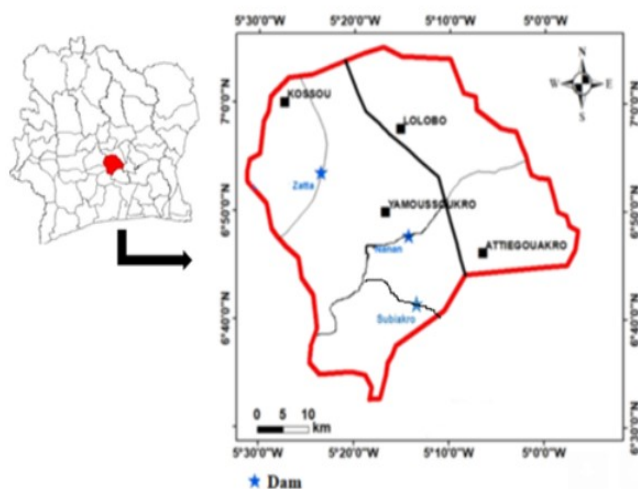 5°30'0"W 5°20'0"W 5°10'0"W 5°0'0"W
N
W E
S
7°0'0"N 7°0'0"N
KOSSOU
LOLOBO
Zatta
6°50'0"N 6°50'0"N
YAMOUSSOUKRO
Nanan
ATTIEGOUAKRO
Subiakro
6°40'0"N 6°40'0"N
0 5 10
km
6°30'0"N 6°30'0"N
5°30'0"W 5°20'0"W 5°10'0"W 5°0'0"W
Dam